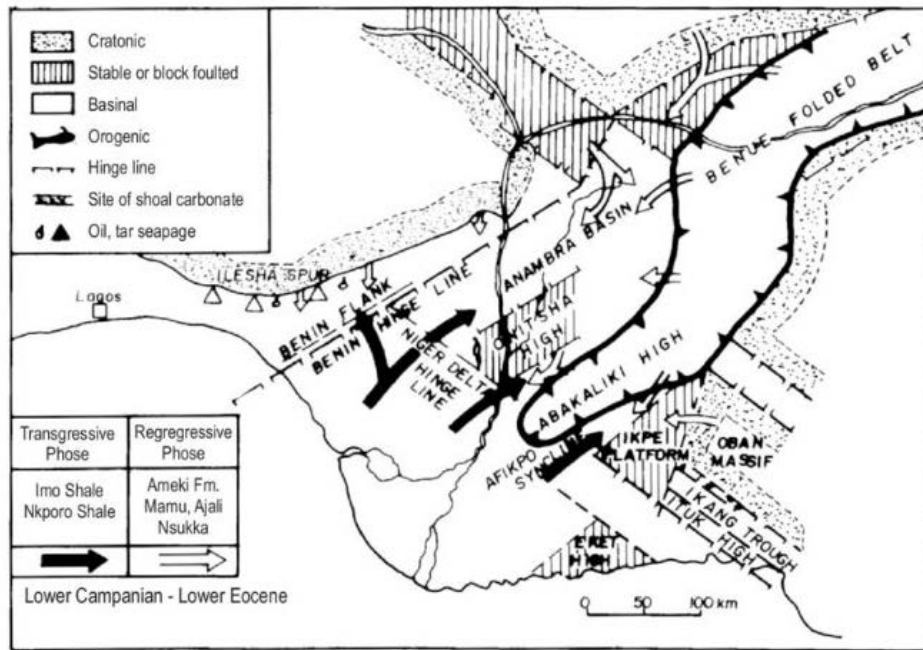 Cratonic
Stable or block foulted
Basinal
Orogenic
Hinge line
Site of shoal carbonate
Oil, tar seapage
BENUE FOLDED BELT
ANAMBRA BASIN
ILESHA SPUR
Lagos
BENIN FLANK
BENIN HINGE LINE
NIGER DELTA
HINGE
LINE
HIGH
ABAKALIKI HIGH
AFIKPO
SYNCLINE
IKPE
PLATFORM
OBAN
MASSIF
IKANG TROUGH
ITUK HIGH
EKET
HIGH
Transgressive
Phose
Regregressive
Phose
Imo Shale
Nkporo Shale
Ameki Fm.
Mamu, Ajali
Nsukka
Lower Campanian - Lower Eocene
0 50 100 km